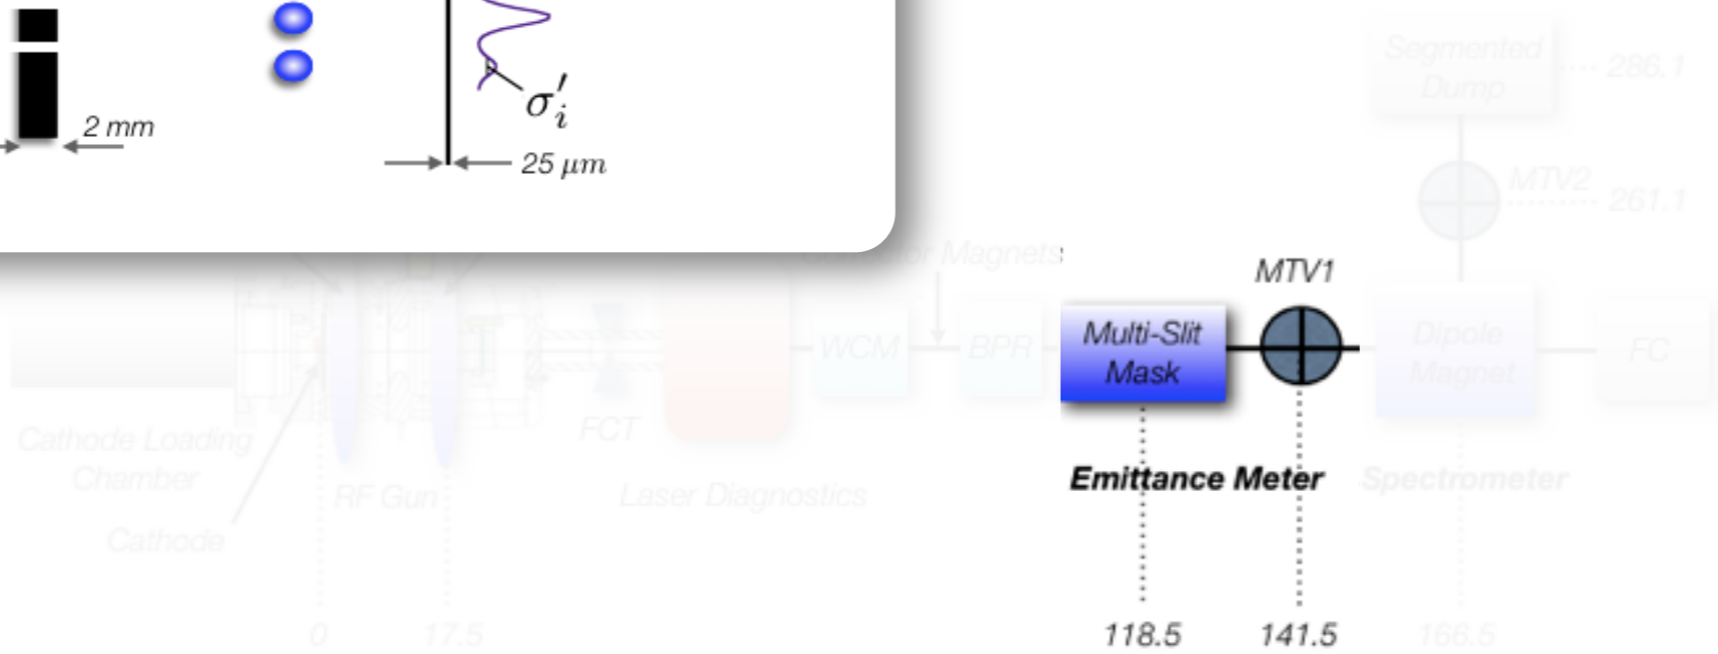 2 mm
σ′i
25 μm
Segmented
Dump
286.1
MTV2
261.1
Magnets
MTV1
WCM
BPR
Multi-Slit
Mask
Dipole
Magnet
FC
FCT
Cathode Loading
Chamber
RF Gun
Laser Diagnostics
Emittance Meter
Spectrometer
Cathode
0
17.5
118.5
141.5
166.5